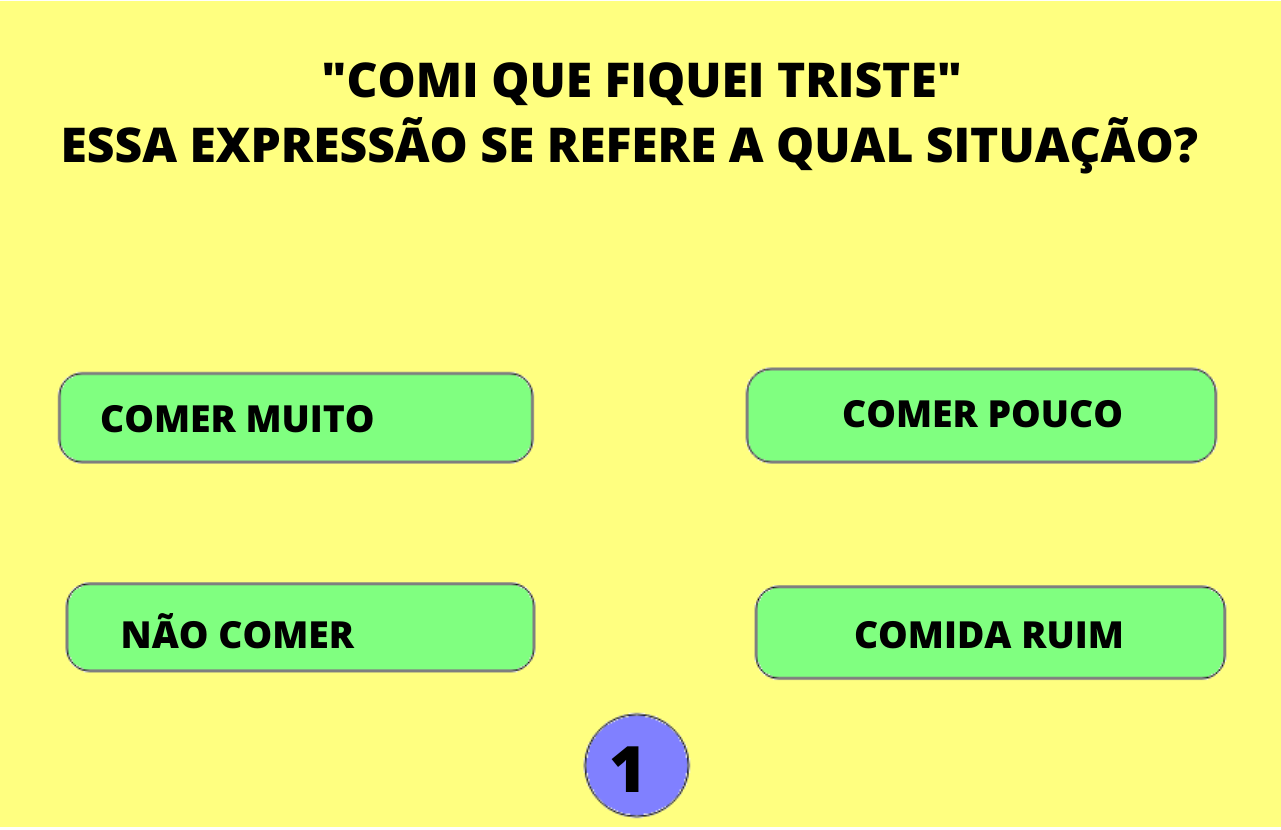 "COMI QUE FIQUEI TRISTE"
ESSA EXPRESSÃO SE REFERE A QUAL SITUAÇÃO?
COMER MUITO
COMER POUCO
NÃO COMER
COMIDA RUIM
1